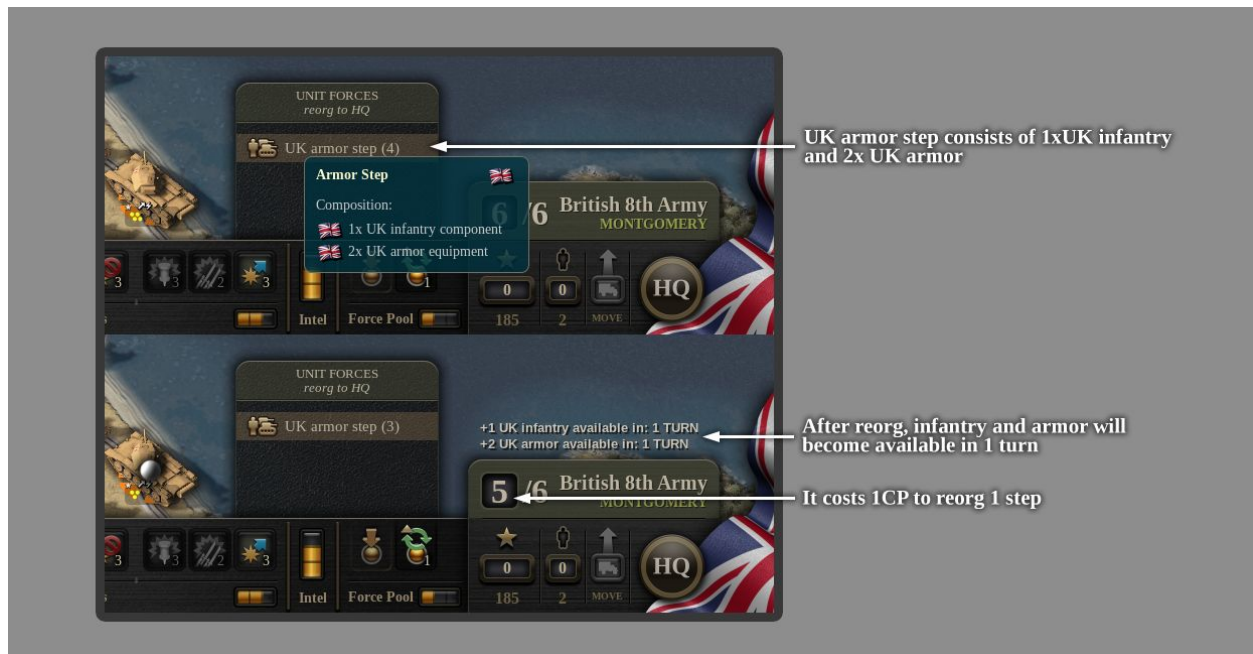 UNIT FORCES
reorg to HQ
UK armor step (4)
UK armor step consists of 1xUK infantry
and 2x UK armor
Armor Step
Composition:
1x UK infantry component
2x UK armor equipment
6/6
British 8th Army
MONTGOMERY
3
3
2
3
1
0
0
HQ
Intel
Force Pool
185
2
MOVE
UNIT FORCES
reorg to HQ
UK armor step (3)
+1 UK infantry available in: 1 TURN
+2 UK armor available in: 1 TURN
After reorg, infantry and armor will
become available in 1 turn
5/6
British 8th Army
MONTGOMERY
It costs 1CP to reorg 1 step
3
3
2
3
1
0
0
HQ
Intel
Force Pool
185
2
MOVE